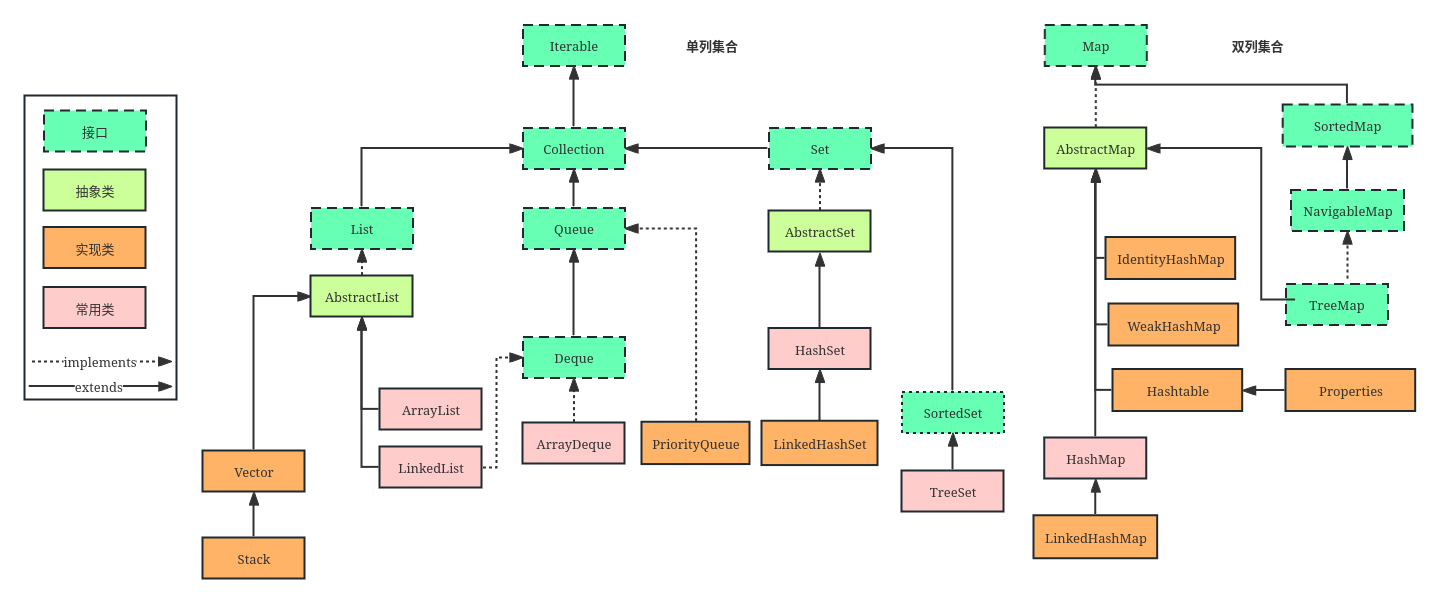 Iterable
单列集合
Map
双列集合
接口
Collection
Set
AbstractMap
SortedMap
抽象类
List
Queue
AbstractSet
NavigableMap
实现类
IdentityHashMap
常用类
AbstractList
WeakHashMap
TreeMap
implements
extends
Deque
HashSet
Hashtable
Properties
ArrayList
SortedSet
ArrayDeque
PriorityQueue
LinkedHashSet
HashMap
Vector
LinkedList
TreeSet
LinkedHashMap
Stack